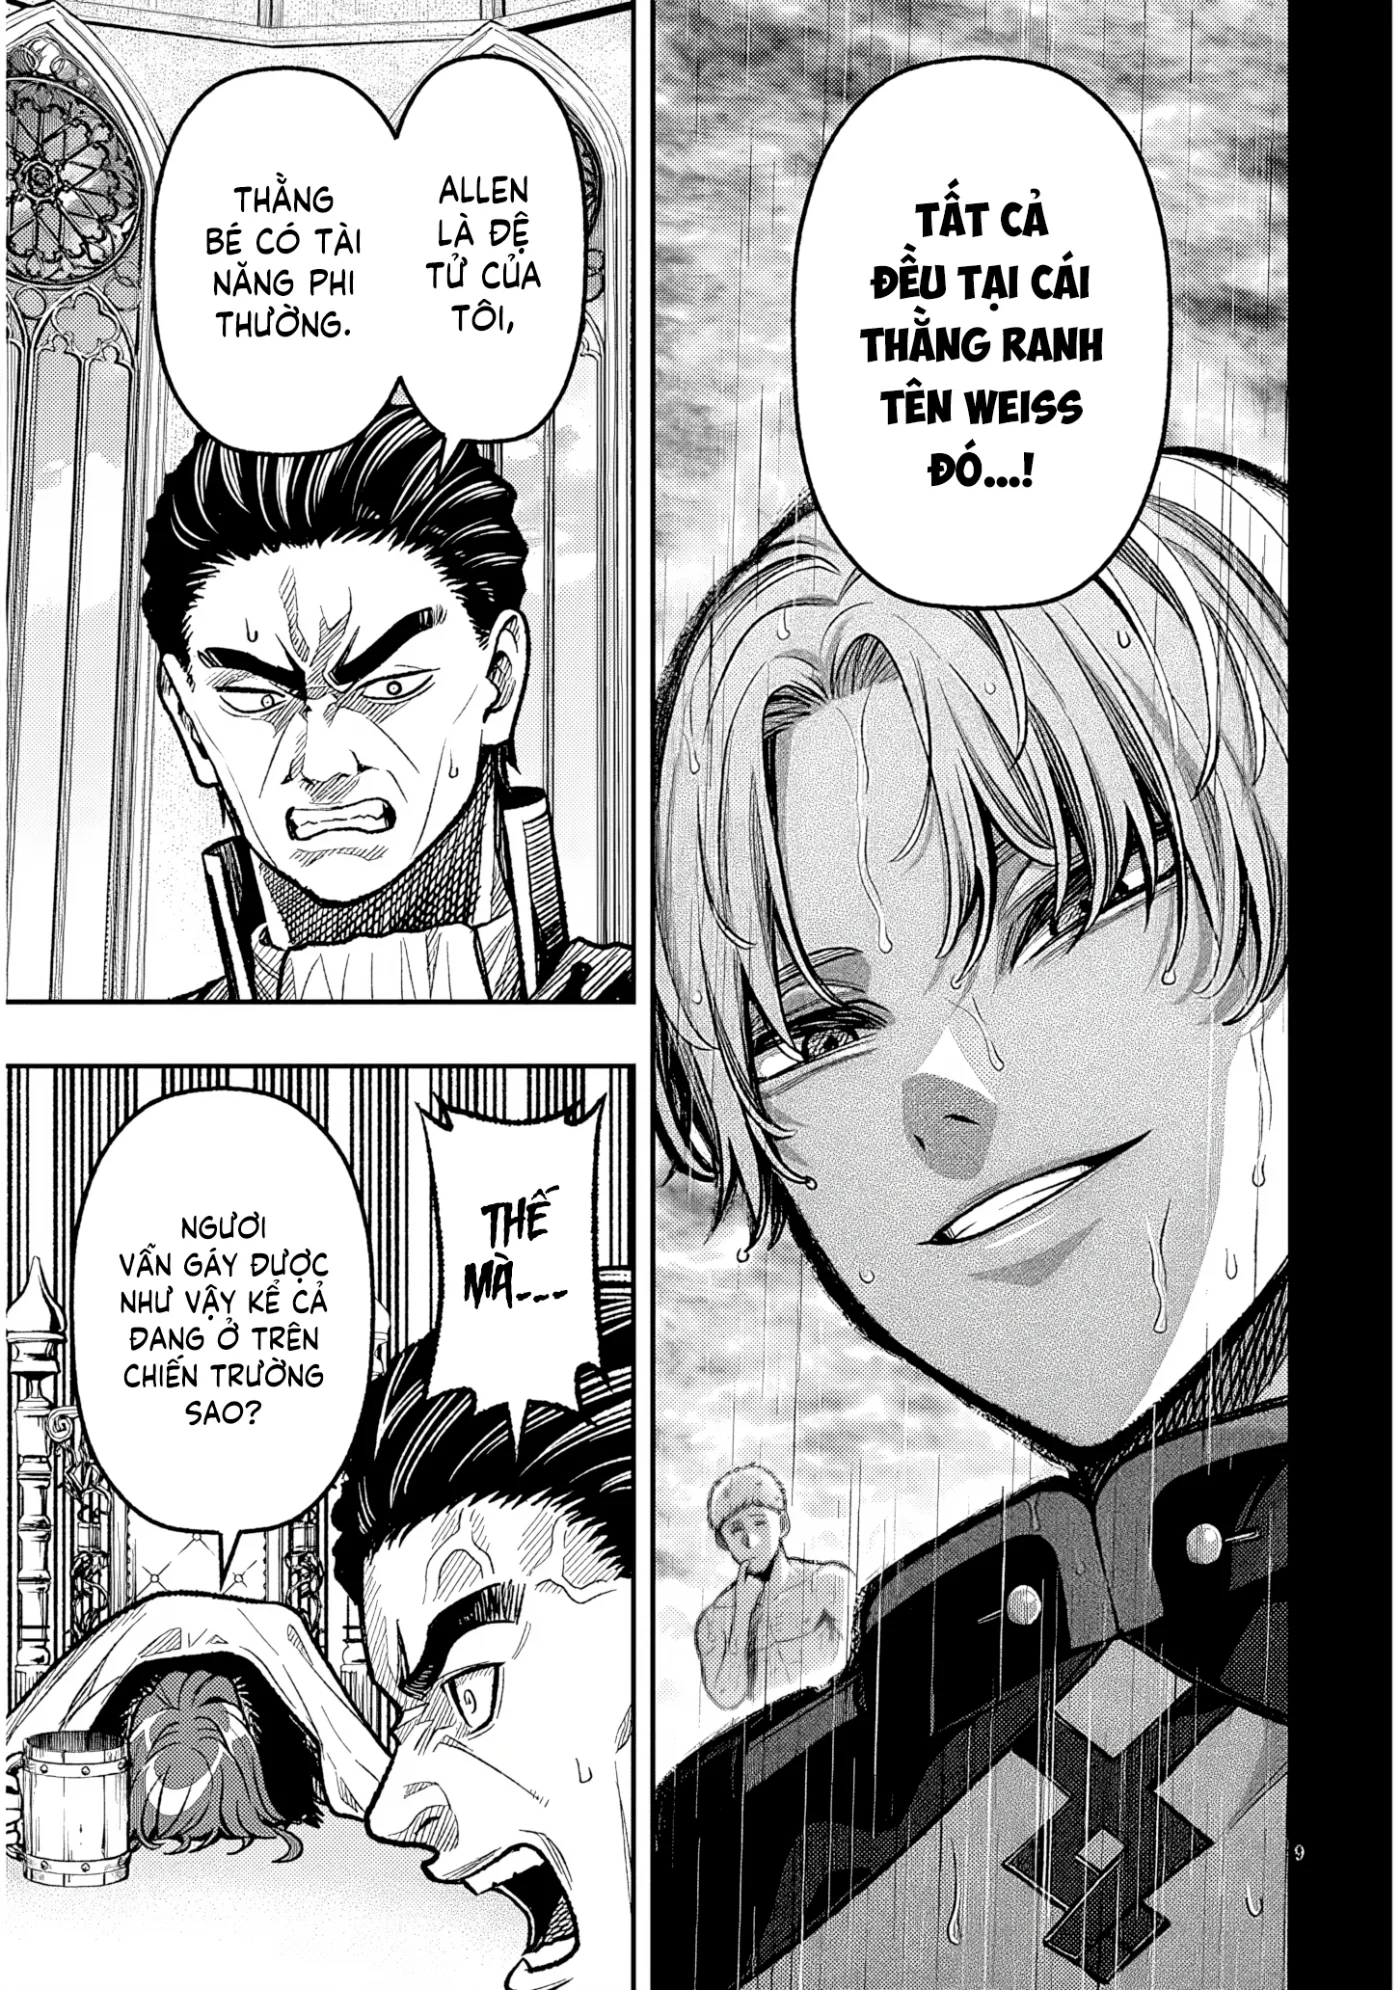 TẤT CẢ
ĐỀU TẠI CÁI
THẰNG RANH
TÊN WEISS
ĐÓ...!
ALLEN
LÀ ĐỆ
TỬ CỦA
TÔI,
THẰNG
BÉ CÓ TÀI
NĂNG PHI
THƯỜNG.
THẾ
MÀ...
NGƯƠI
VẪN GÁY ĐƯỢC
NHƯ VẬY KỂ CẢ
ĐANG Ở TRÊN
CHIẾN TRƯỜNG
SAO?
9